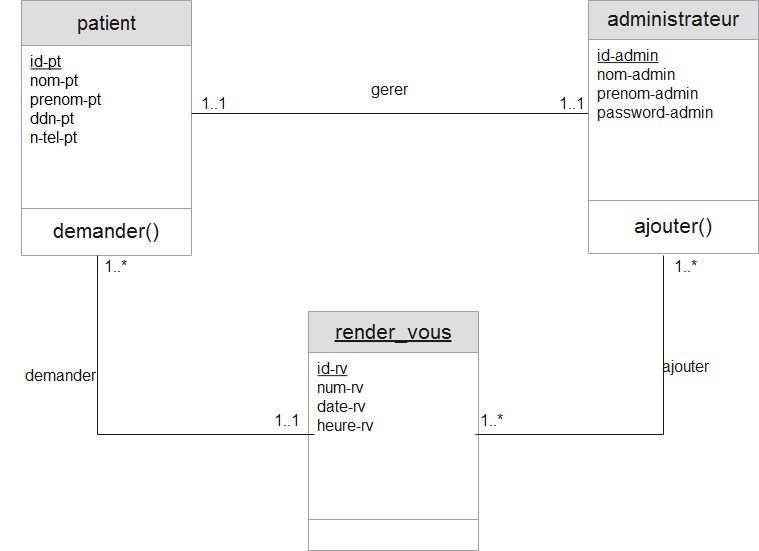 patient
id-pt
nom-pt
prenom-pt
ddn-pt
n-tel-pt
demander()
1..1
gerer
1..1
administrateur
id-admin
nom-admin
prenom-admin
password-admin
ajouter()
1..*
demander
1..1
render_vous
id-rv
num-rv
date-rv
heure-rv
1..*
ajouter
1..*